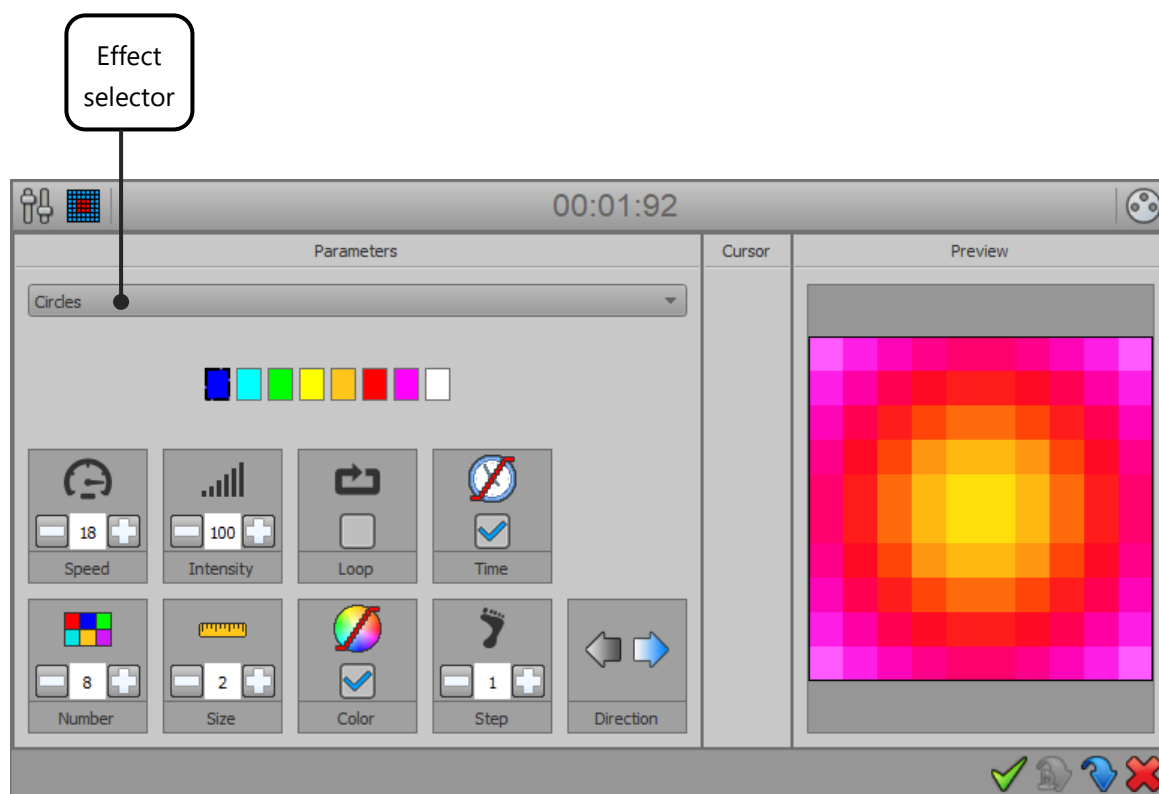 Effect
selector
00:01:92
Parameters
Cursor
Preview
Circles
18
100
Speed
Intensity
Loop
Time
8
2
1
Number
Size
Color
Step
Direction